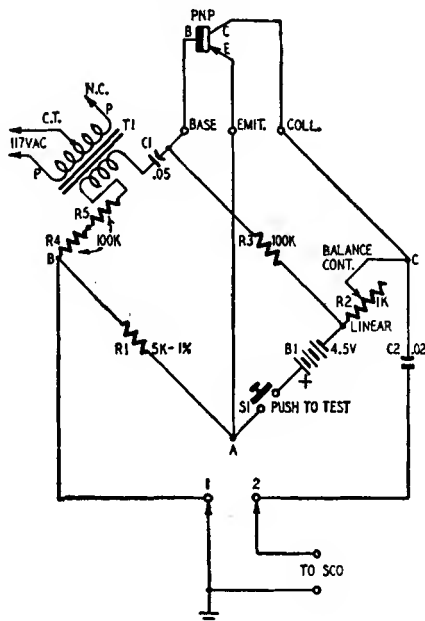 PNP
B
C
E
N.C.
P
C.T.
T1
117VAC
P
C1
.05
BASE
EMIT.
COLL.
R5
R4
100K
B
R3
100K
BALANCE
CONT.
C
R2
1K
LINEAR
R1
5K-1%
B1
4.5V
+
C2
.02
S1
PUSH TO TEST
A
1
2
TO SCO